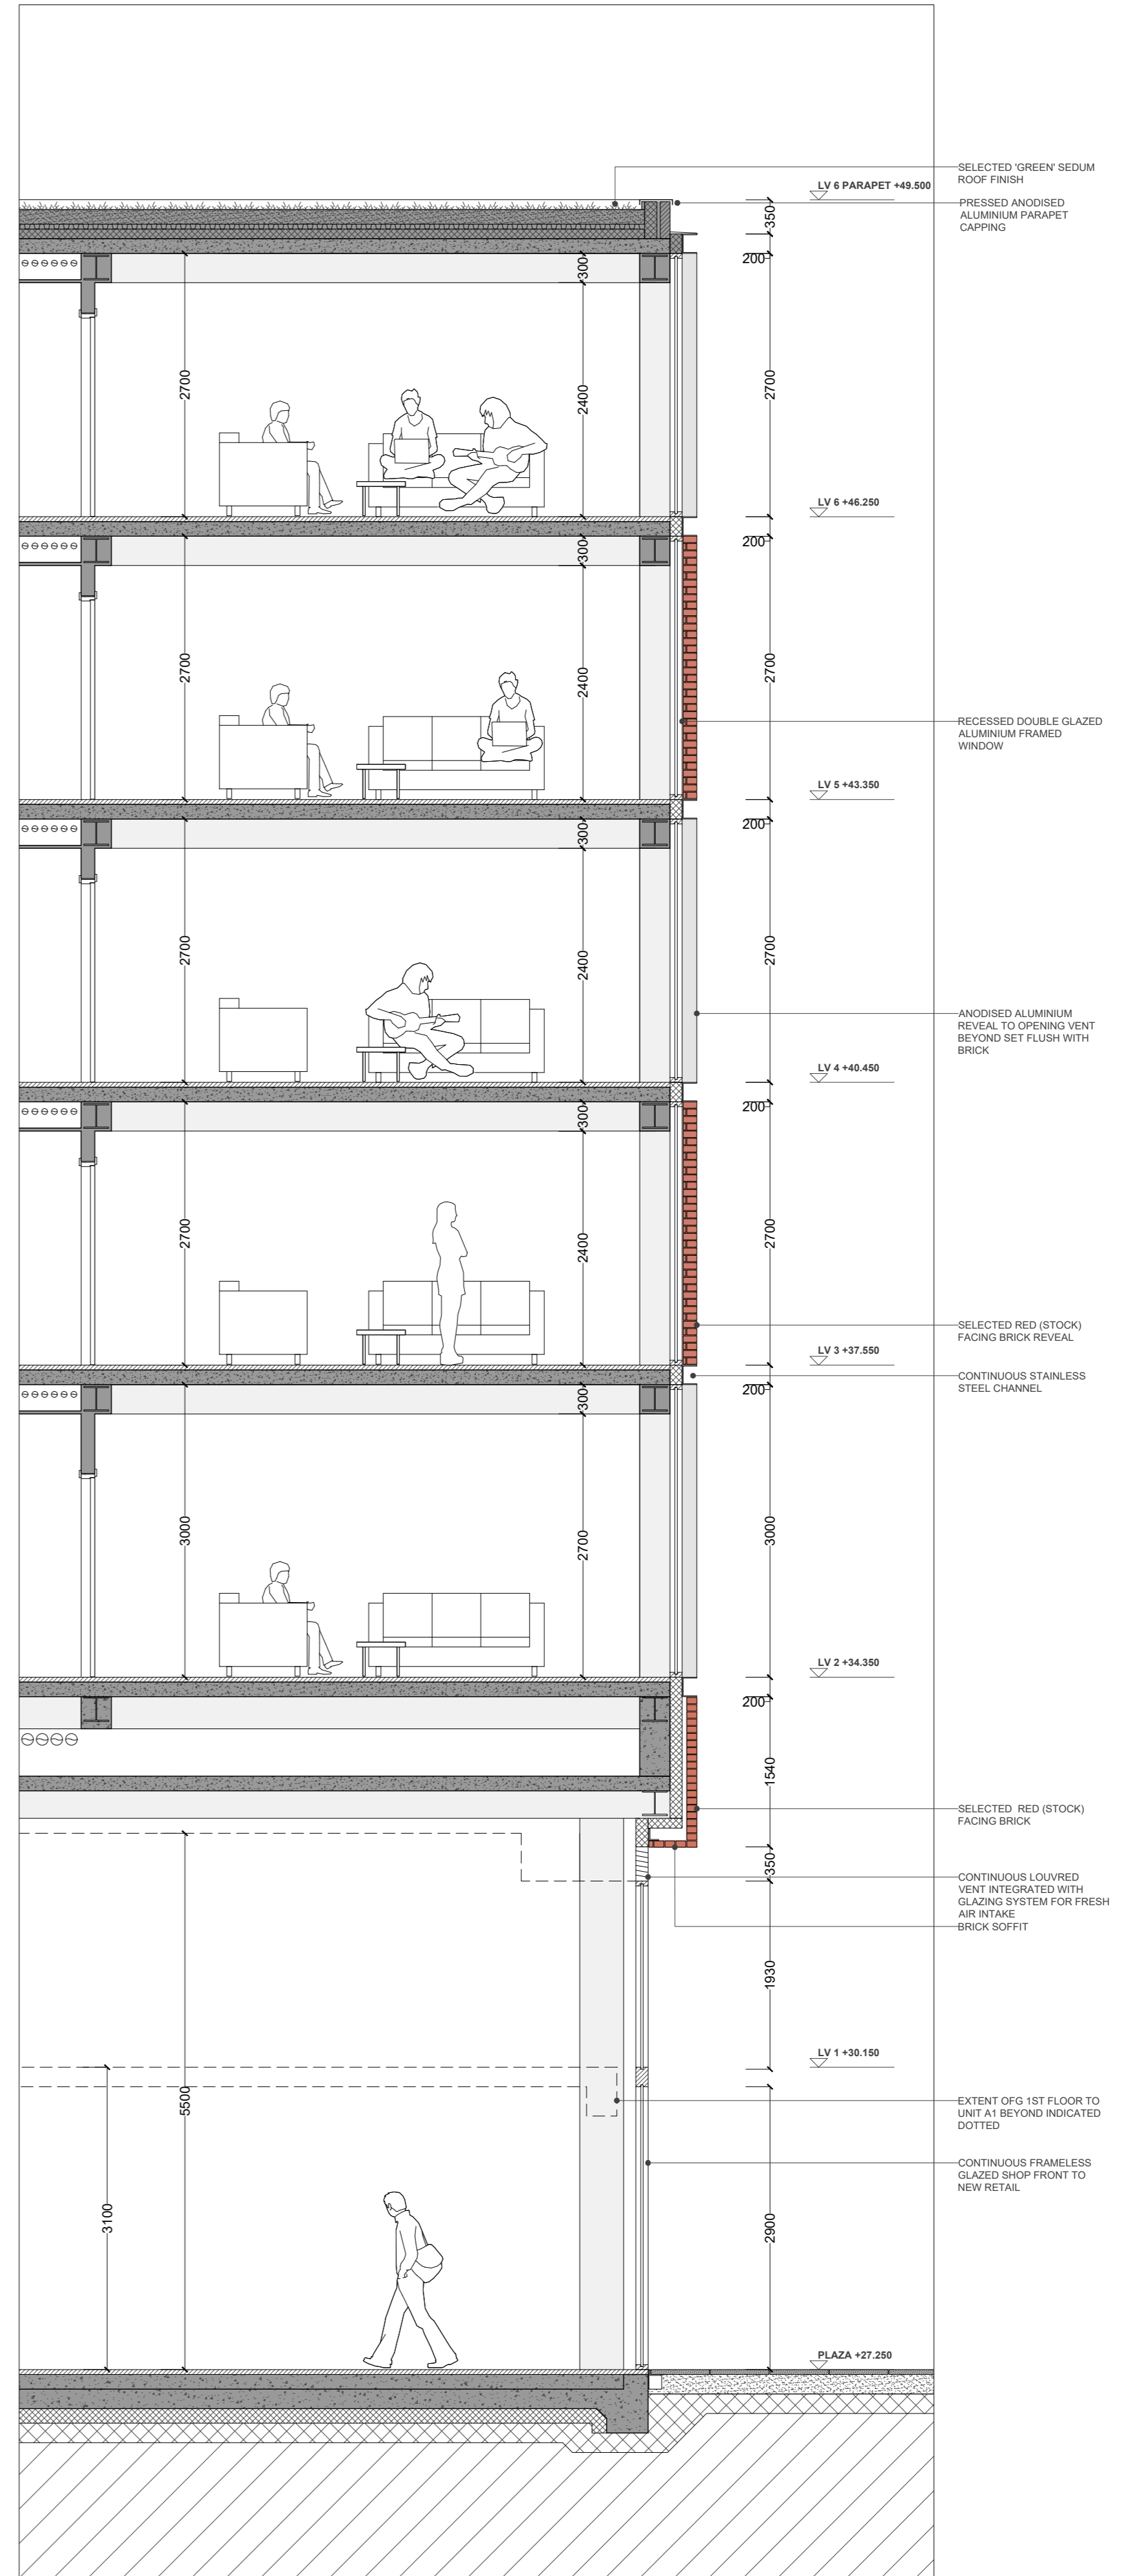 SELECTED 'GREEN' SEDUM
ROOF FINISH
LV 6 PARAPET +49.500
PRESSED ANODISED
ALUMINIUM PARAPET
CAPPING
350
300
200
2700
2400
2700
LV 6 +46.250
300
200
2700
2400
2700
RECESSED DOUBLE GLAZED
ALUMINIUM FRAMED
WINDOW
LV 5 +43.350
300
200
2700
2400
2700
ANODISED ALUMINIUM
REVEAL TO OPENING VENT
BEYOND SET FLUSH WITH
BRICK
LV 4 +40.450
300
200
2700
2400
2700
SELECTED RED (STOCK)
FACING BRICK REVEAL
LV 3 +37.550
CONTINUOUS STAINLESS
STEEL CHANNEL
300
200
3000
2700
3000
LV 2 +34.350
200
1540
SELECTED RED (STOCK)
FACING BRICK
350
CONTINUOUS LOUVRED
VENT INTEGRATED WITH
GLAZING SYSTEM FOR FRESH
AIR INTAKE
BRICK SOFFIT
1930
LV 1 +30.150
5500
EXTENT OFG 1ST FLOOR TO
UNIT A1 BEYOND INDICATED
DOTTED
CONTINUOUS FRAMELESS
GLAZED SHOP FRONT TO
NEW RETAIL
3100
2900
PLAZA +27.250